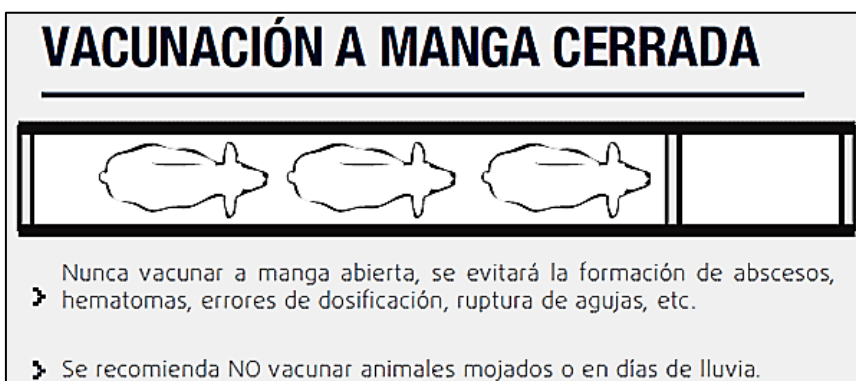 VACUNACIÓN A MANGA CERRADA
Nunca vacunar a manga abierta, se evitará la formación de abscesos,
hematomas, errores de dosificación, ruptura de agujas, etc.
Se recomienda NO vacunar animales mojados o en días de lluvia.